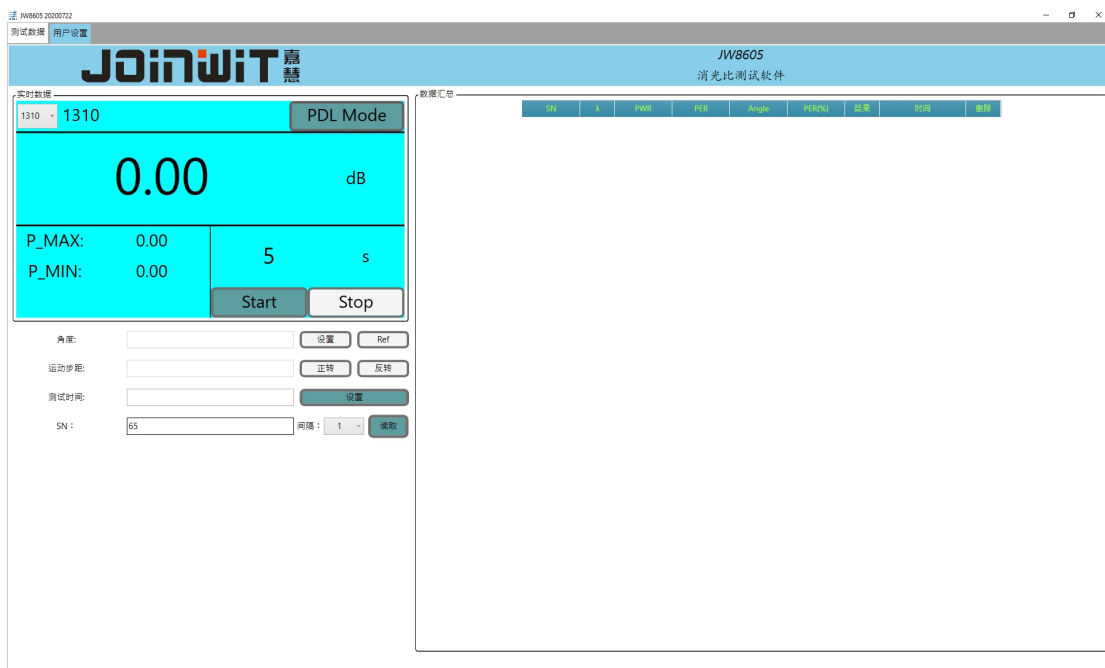 JW8605 20200722
测试数据 用户设置
JOINWIT 嘉慧
JW8605
消光比测试软件
实时数据
1310 1310 PDL Mode
0.00 dB
P_MAX: 0.00
P_MIN: 0.00
5 s
Start Stop
角度: 设置 Ref
运动步距: 正转 反转
测试时间: 设置
SN： 65 间隔： 1 读取
数据汇总
SN λ PWR PER Angle PER(%) 结果 时间 删除